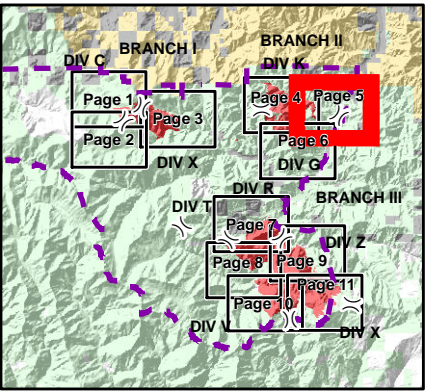 BRANCH I
BRANCH II
DIV C
DIV K
Page 1
Page 4
Page 5
Page 3
Page 2
Page 6
DIV X
DIV G
DIV R
BRANCH III
DIV T
Page 7
DIV Z
Page 8
Page 9
Page 11
Page 10
DIV V
DIV X